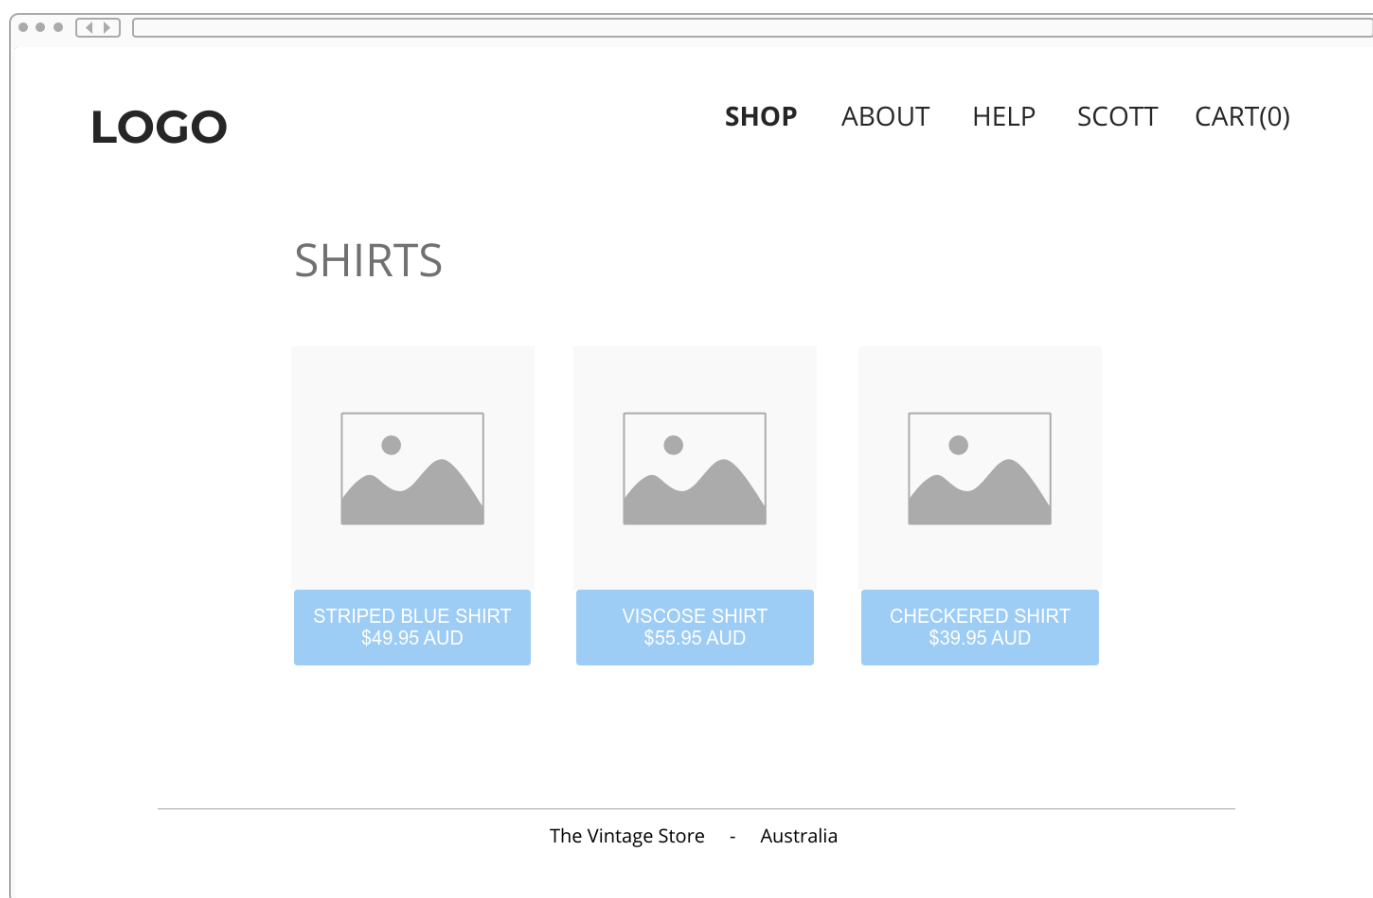 LOGO
SHOP ABOUT HELP SCOTT CART(0)
SHIRTS
STRIPED BLUE SHIRT
$49.95 AUD
VISCOSE SHIRT
$55.95 AUD
CHECKERED SHIRT
$39.95 AUD
The Vintage Store - Australia